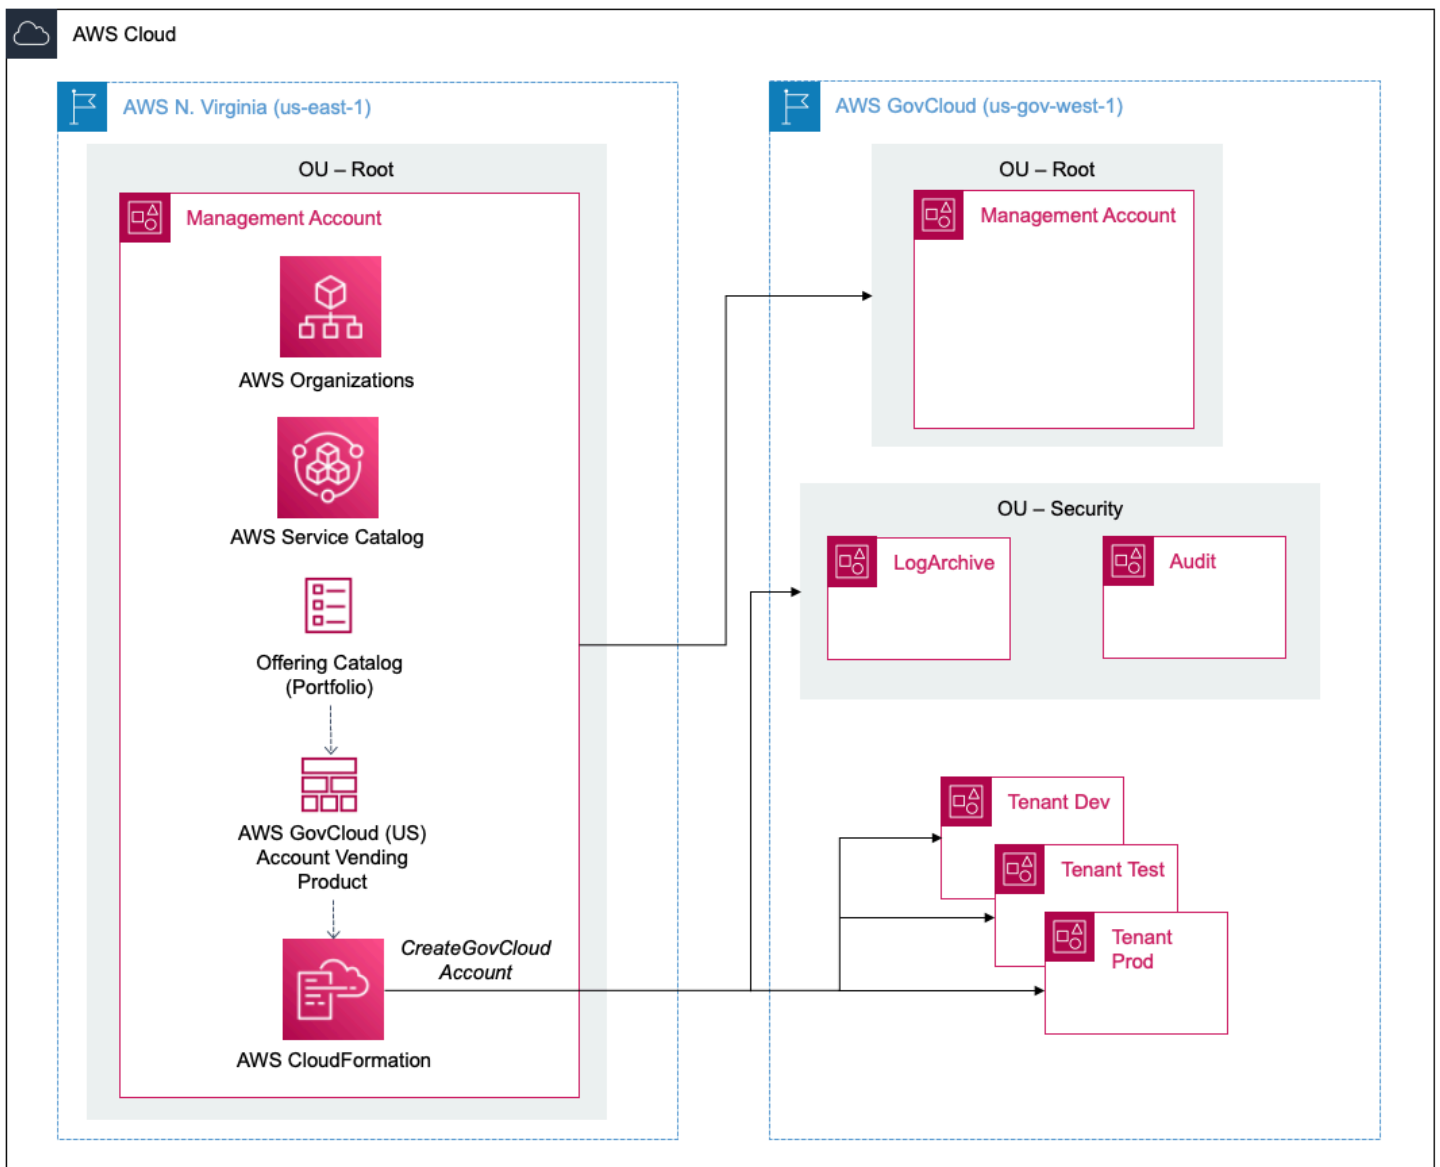 AWS Cloud
AWS N. Virginia (us-east-1)
OU – Root
Management Account
AWS Organizations
AWS Service Catalog
Offering Catalog
(Portfolio)
AWS GovCloud (US)
Account Vending
Product
CreateGovCloud
Account
AWS CloudFormation
AWS GovCloud (us-gov-west-1)
OU – Root
Management Account
OU – Security
LogArchive
Audit
Tenant Dev
Tenant Test
Tenant
Prod